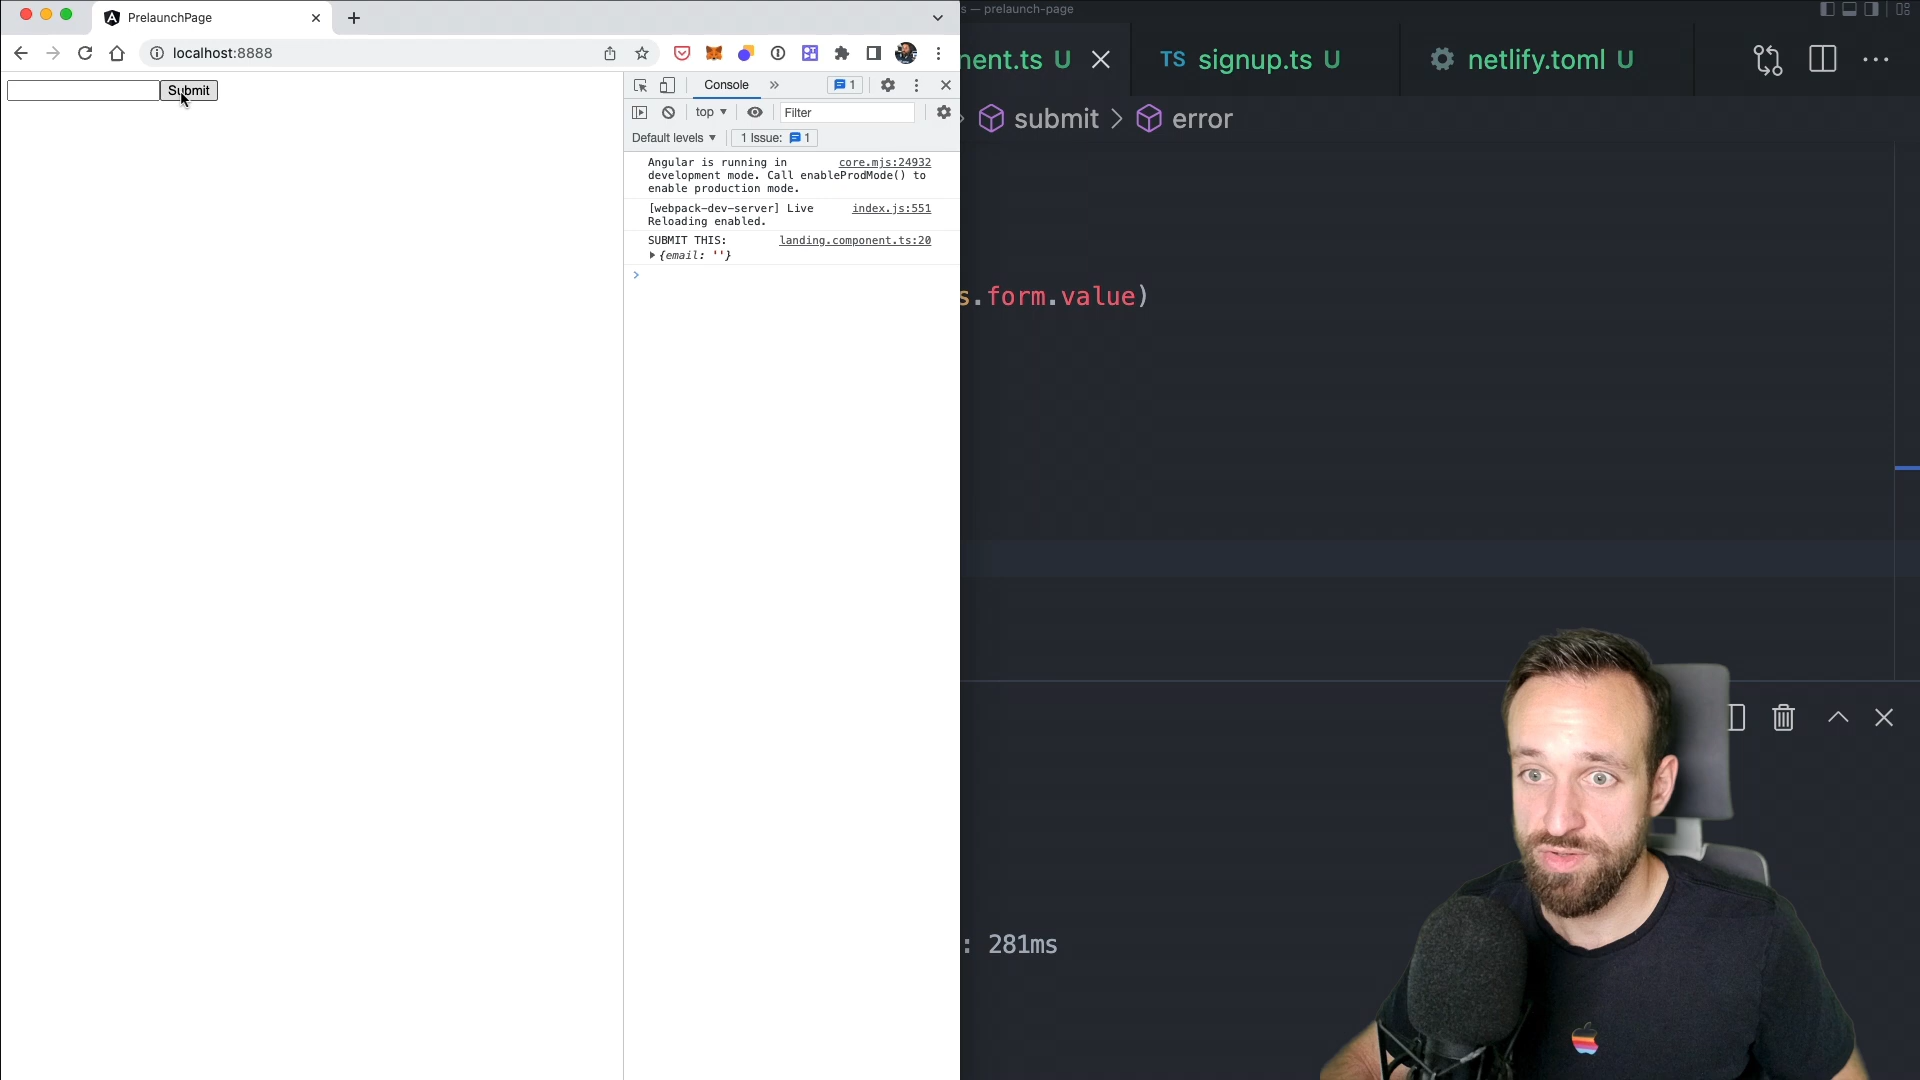 PrelaunchPage
localhost:8888
Submit
Console
1
top
Filter
Default levels
1 Issue: 1
Angular is running in core.mjs:24932
development mode. Call enableProdMode() to
enable production mode.
[webpack-dev-server] Live index.js:551
Reloading enabled.
SUBMIT THIS: landing.component.ts:20
{email: ''}
s — prelaunch-page
nent.ts U
TS signup.ts U
netlify.toml U
submit > error
s.form.value)
: 281ms